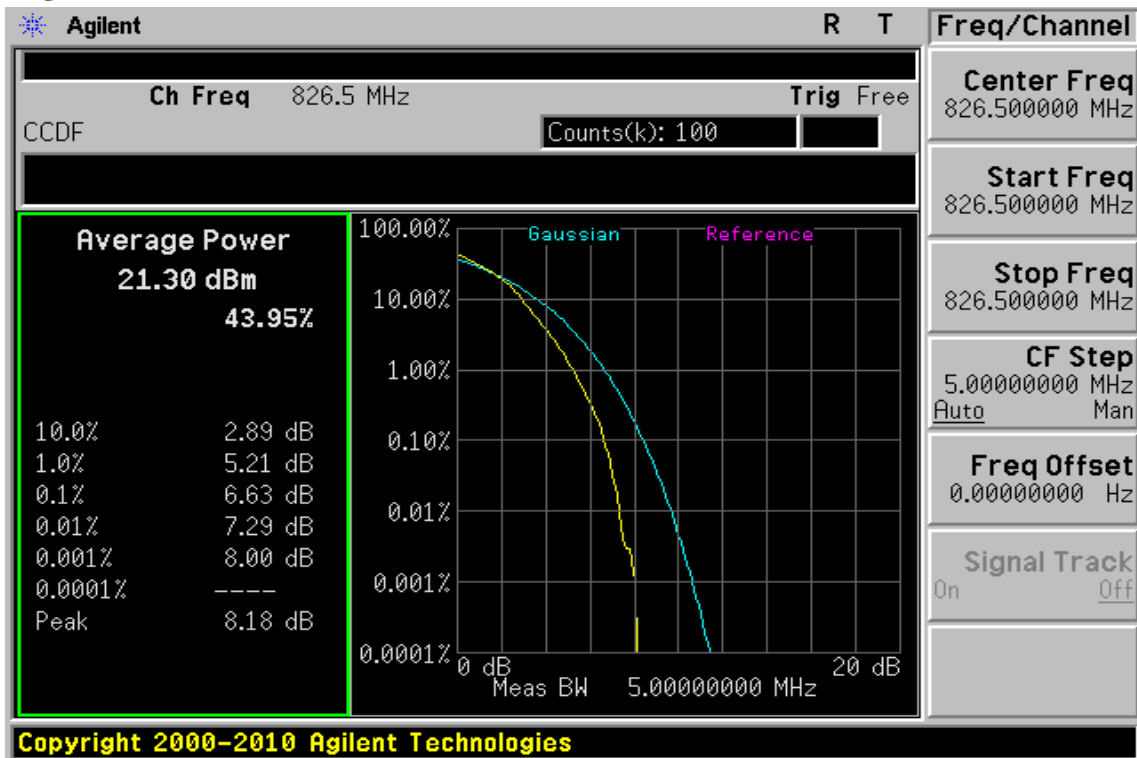 Agilent R T
Freq/Channel
Ch Freq 826.5 MHz Trig Free
CCDF Counts(k): 100
Center Freq
826.500000 MHz
Start Freq
826.500000 MHz
Stop Freq
826.500000 MHz
CF Step
5.00000000 MHz
Auto Man
Freq Offset
0.00000000 Hz
Signal Track
On Off
Average Power
21.30 dBm
43.95%
10.0% 2.89 dB
1.0% 5.21 dB
0.1% 6.63 dB
0.01% 7.29 dB
0.001% 8.00 dB
0.0001% ----
Peak 8.18 dB
Gaussian Reference
100.00%
10.00%
1.00%
0.10%
0.01%
0.001%
0.0001%
0 dB 20 dB
Meas BW 5.00000000 MHz
Copyright 2000-2010 Agilent Technologies